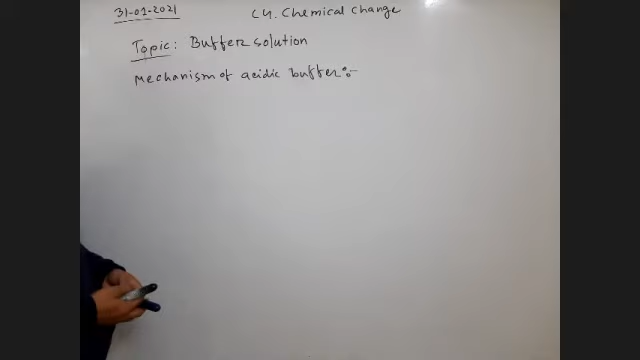 31-01-2021 C4. Chemical Change
Topic: Buffer solution
Mechanism of acidic buffer:-